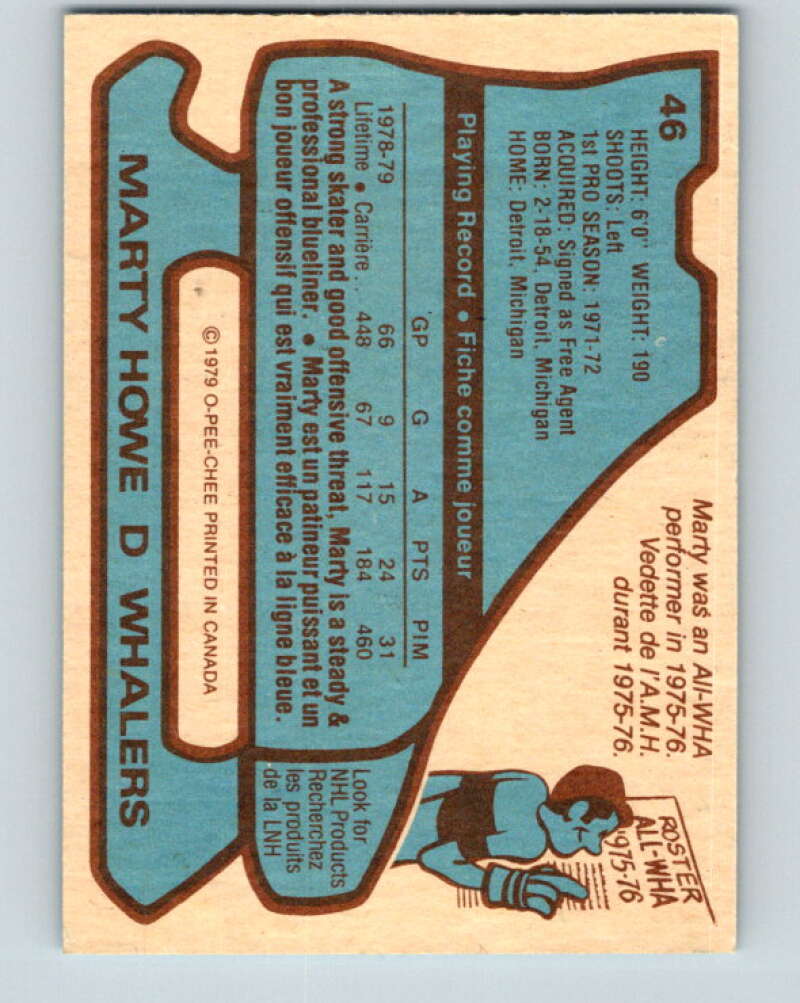 46
HEIGHT: 6'0" WEIGHT: 190
SHOOTS: Left
1st PRO SEASON: 1971-72
ACQUIRED: Signed as Free Agent
BORN: 2-18-54, Detroit, Michigan
HOME: Detroit, Michigan
Marty was an All-WHA
performer in 1975-76.
Vedette de l'A.M.H.
durant 1975-76.
ROSTER
ALL-WHA
1975-76
Playing Record • Fiche comme joueur
GP G A PTS PIM
1978-79 66 9 15 24 31
Lifetime • Carrière ... 448 67 117 184 460
A strong skater and good offensive threat, Marty is a steady &
professional blueliner. • Marty est un patineur puissant et un
bon joueur offensif qui est vraiment efficace à la ligne bleue.
Look for
NHL Products
Recherchez
les produits
de la LNH
© 1979 O-PEE-CHEE PRINTED IN CANADA
MARTY HOWE D WHALERS